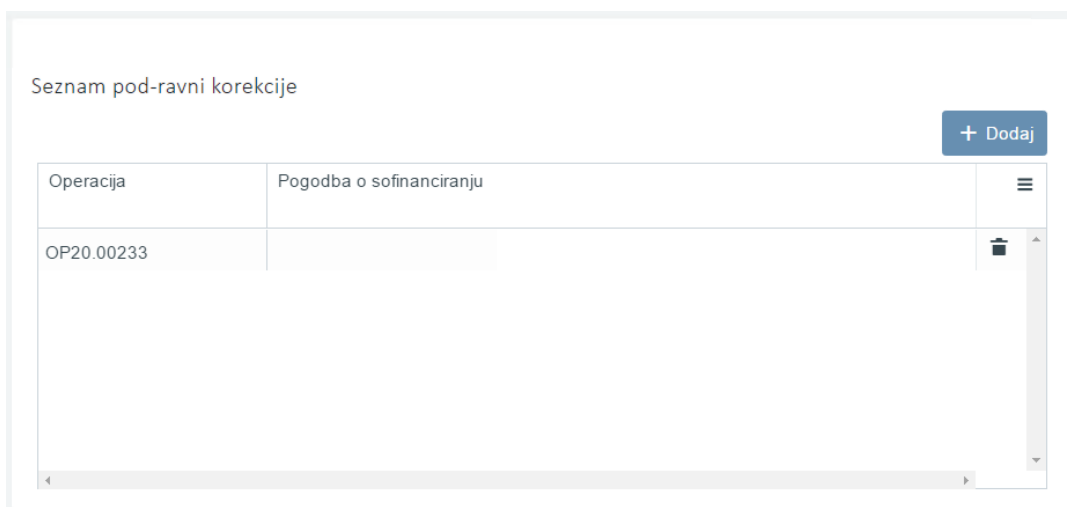 Seznam pod-ravni korekcije
+ Dodaj
Operacija Pogodba o sofinanciranju
OP20.00233